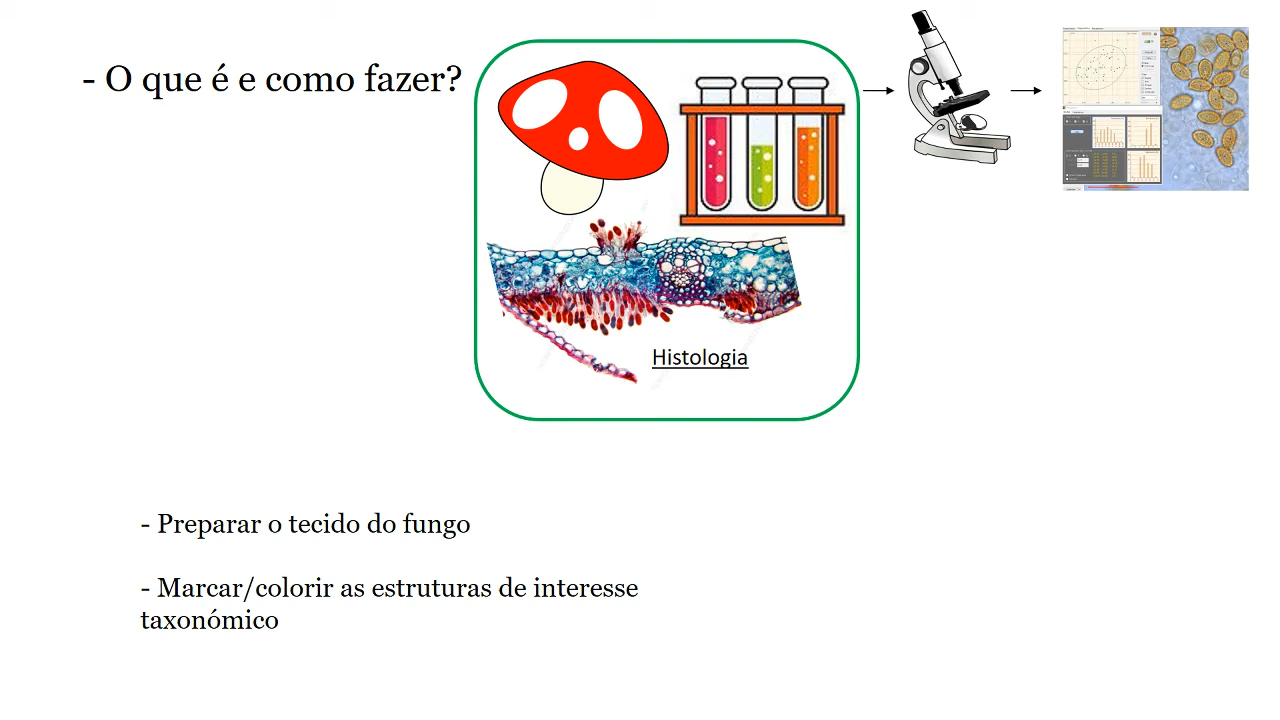 - O que é e como fazer?
Histologia
- Preparar o tecido do fungo
- Marcar/colorir as estruturas de interesse
taxonómico